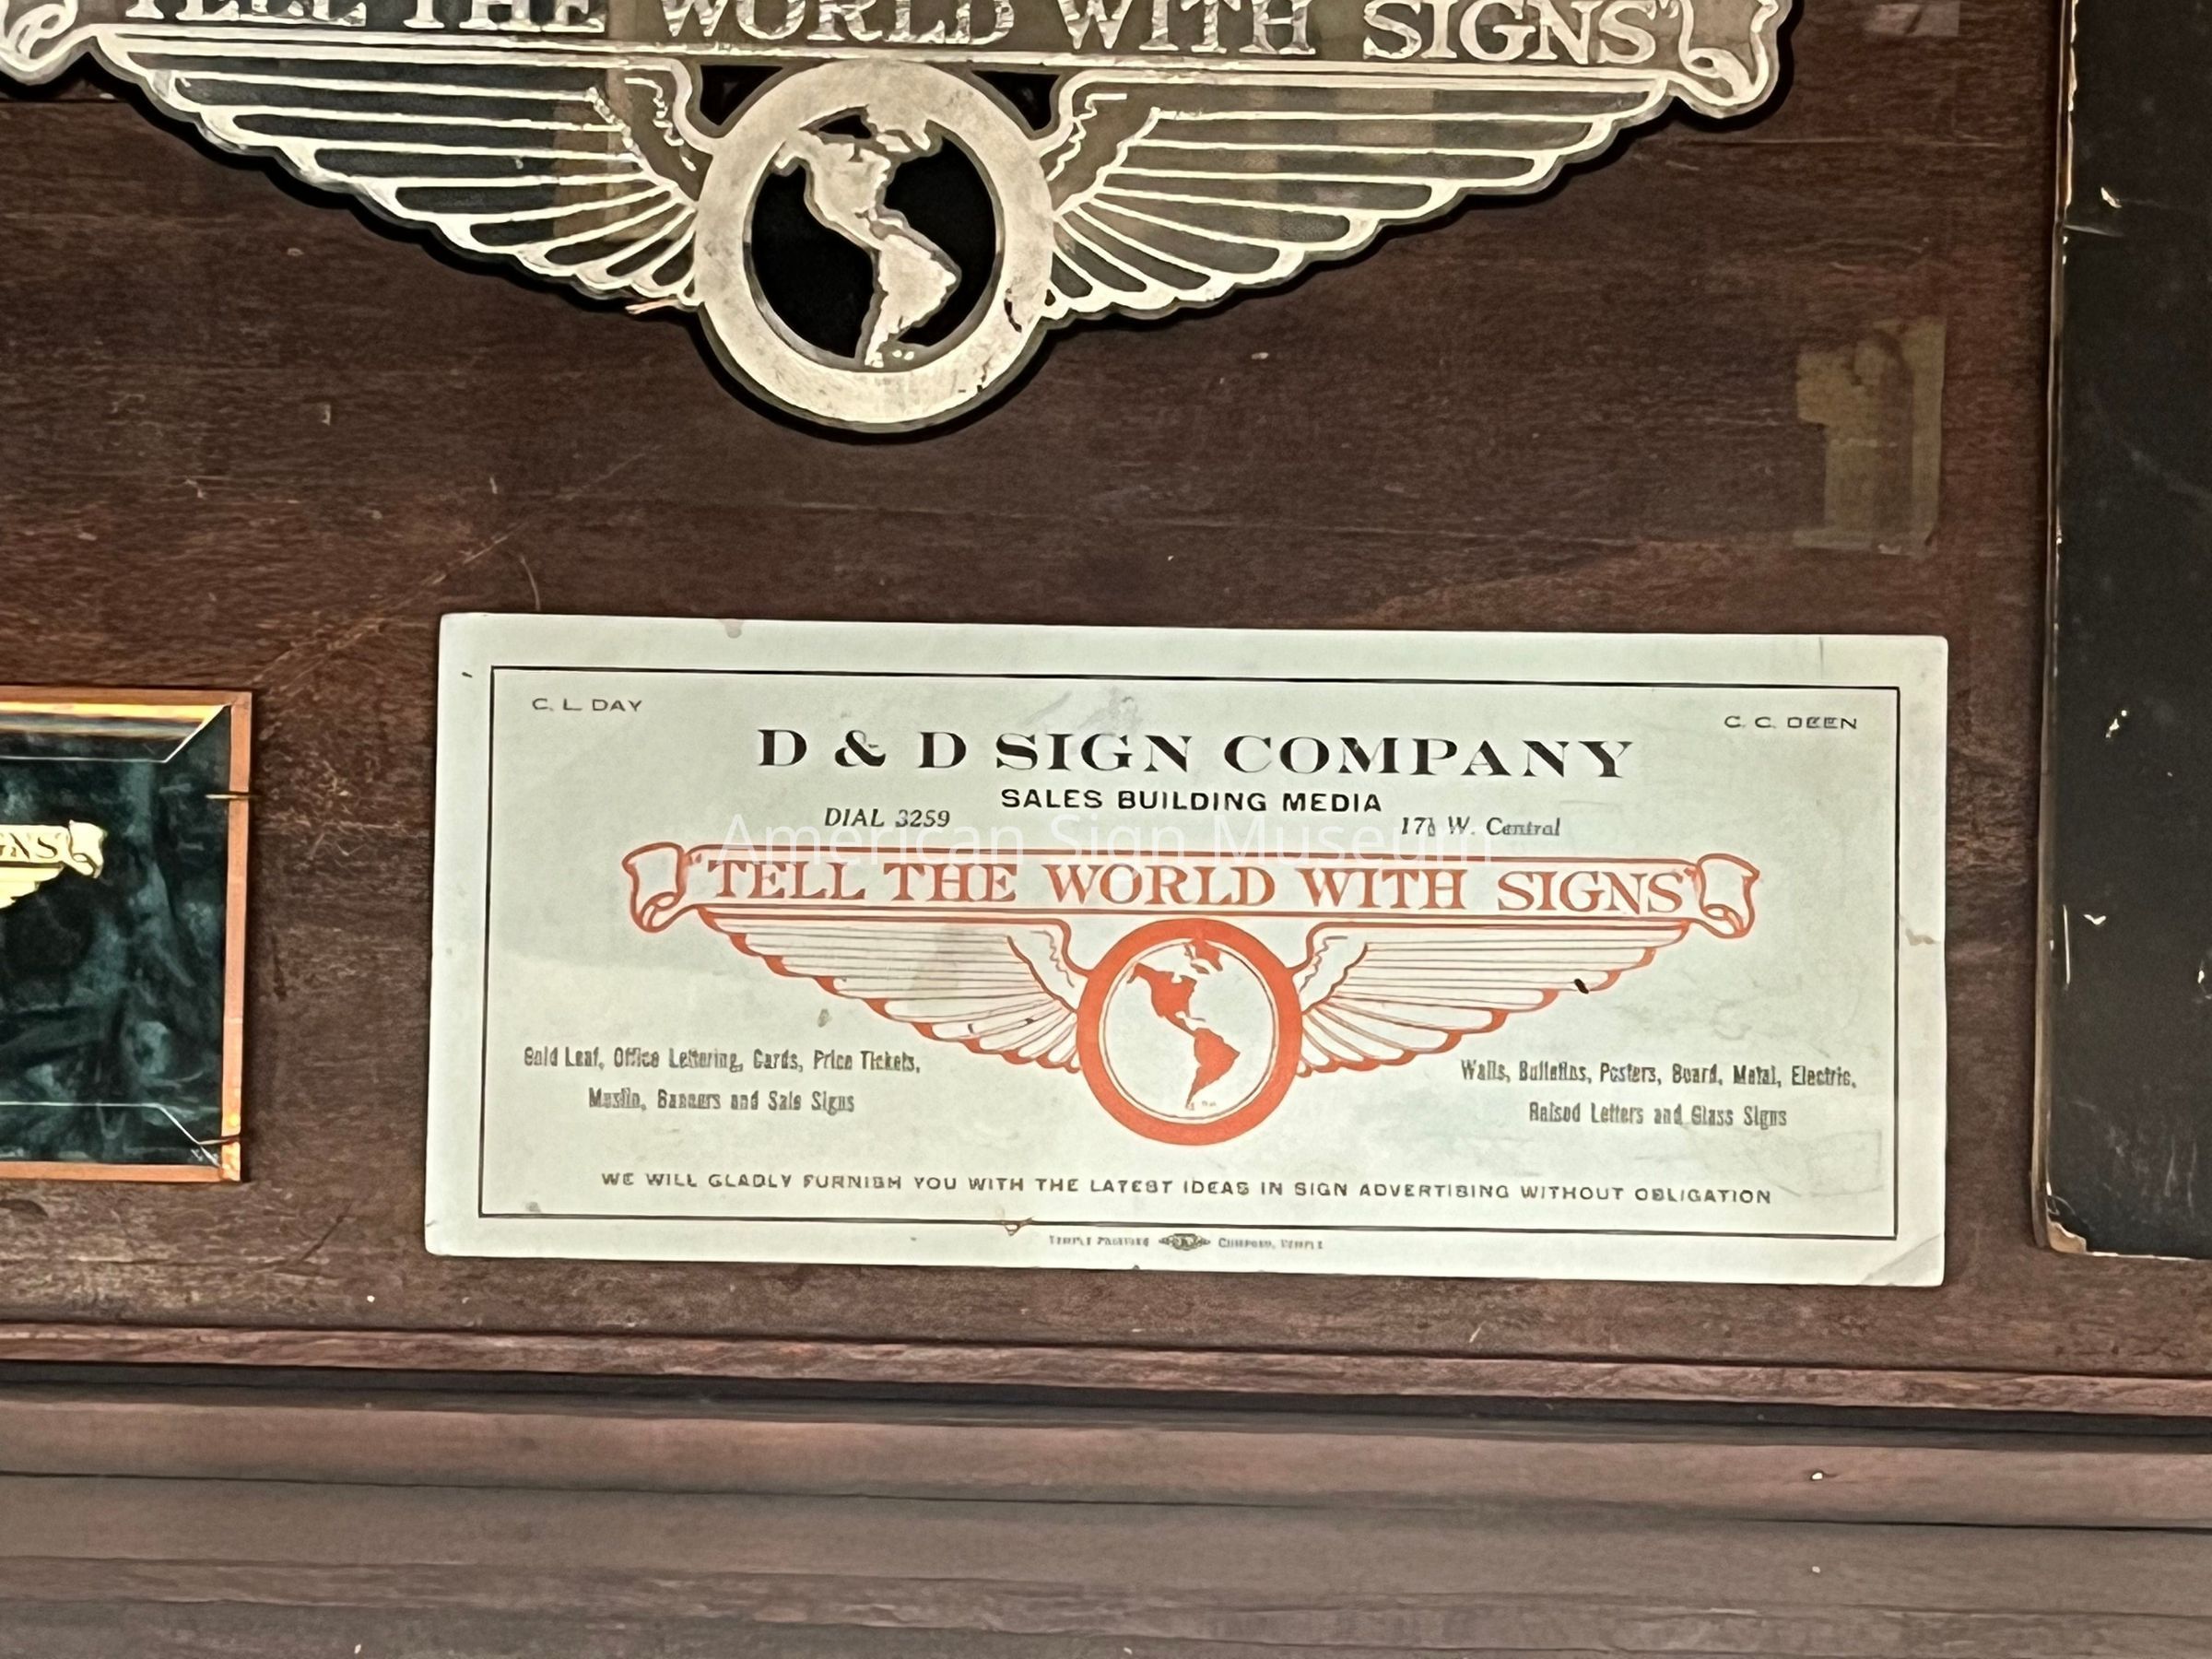 TELL THE WORLD WITH SIGNS"
GNS"
C. L. DAY
C. C. DEEN
D & D SIGN COMPANY
SALES BUILDING MEDIA
DIAL 3259
W. Central
American Sign Museum
"TELL THE WORLD WITH SIGNS"
Gold Leaf, Office Lettering, Cards, Price Tickets,
Muslin, Banners and Sale Signs
Walls, Bulletins, Posters, Board, Metal, Electric,
Raised Letters and Glass Signs
WE WILL GLADLY FURNISH YOU WITH THE LATEST IDEAS IN SIGN ADVERTISING WITHOUT OBLIGATION